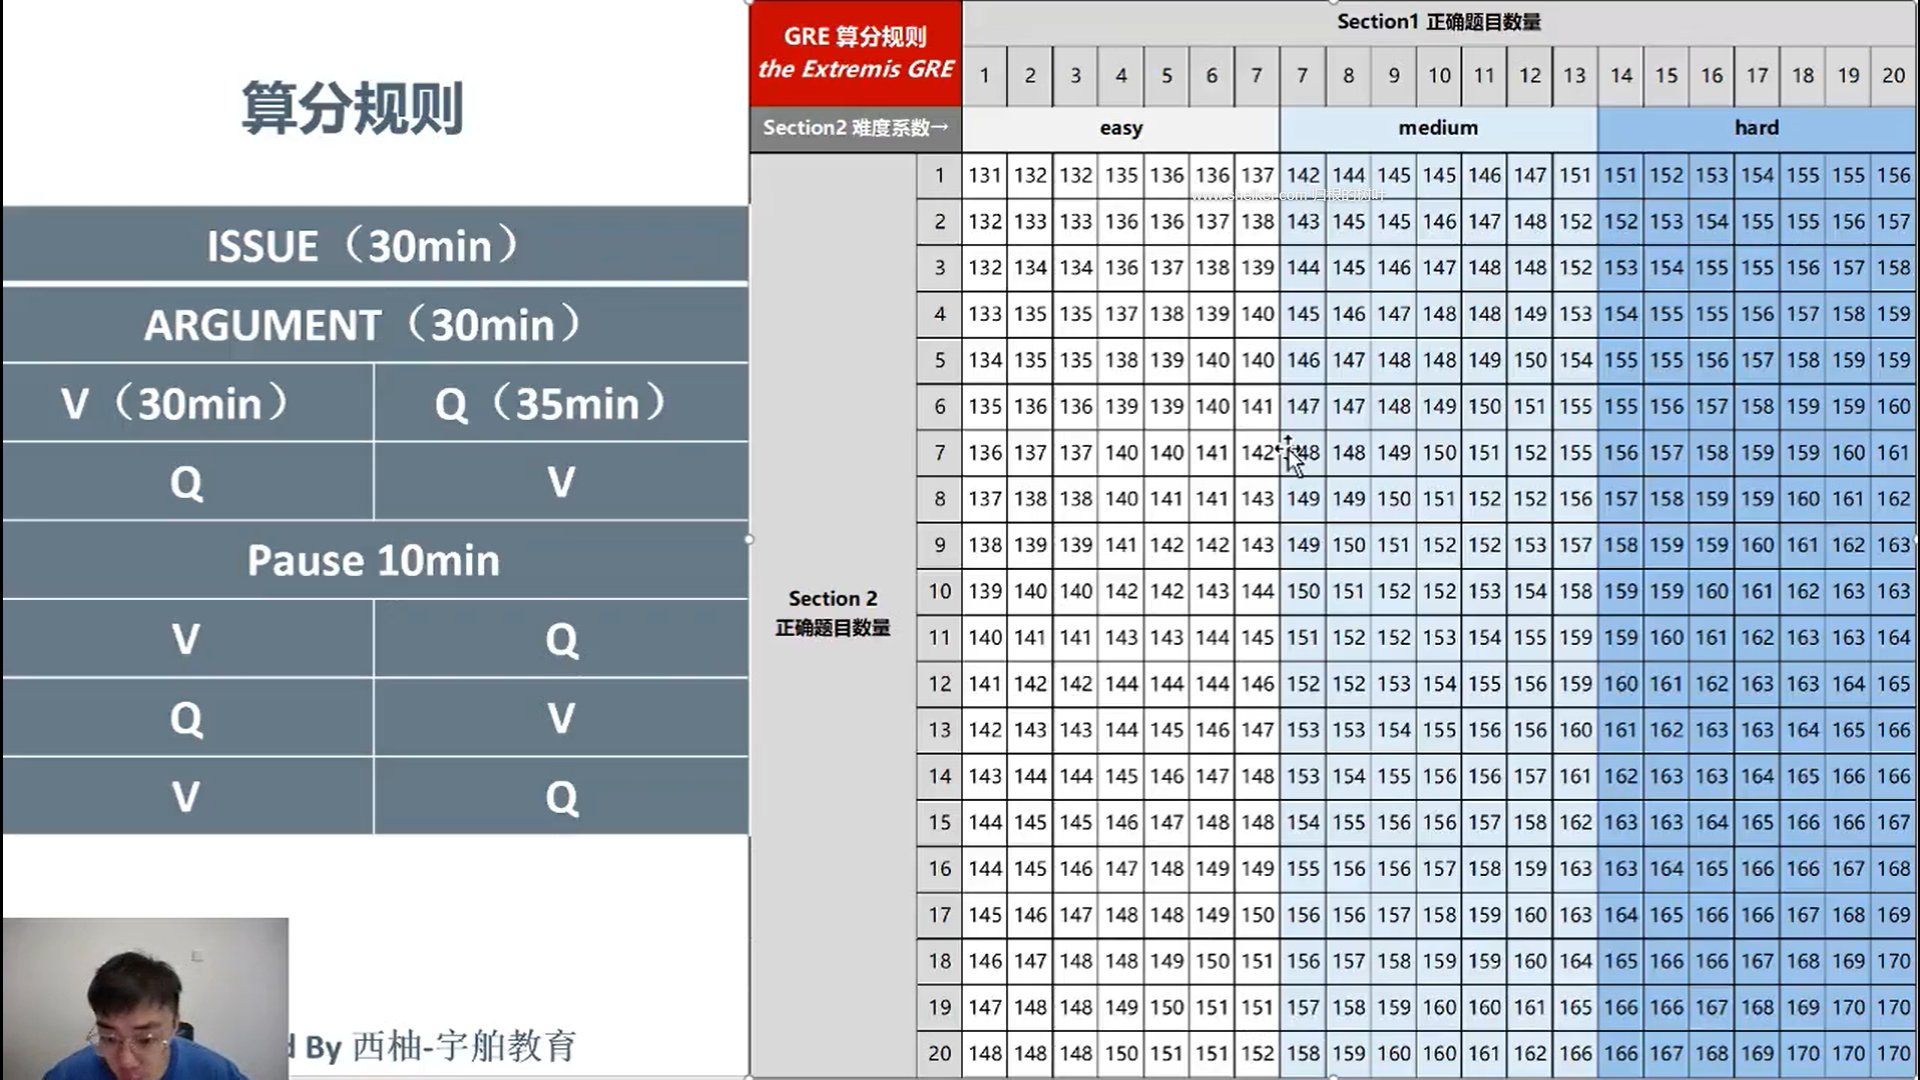 算分规则
ISSUE（30min）
ARGUMENT（30min）
V（30min） Q（35min）
Q V
Pause 10min
V Q
Q V
V Q
d By 西柚-宇舶教育
GRE 算分规则
the Extremis GRE
Section1 正确题目数量
1 2 3 4 5 6 7 7 8 9 10 11 12 13 14 15 16 17 18 19 20
Section2 难度系数→ easy medium hard
Section 2
正确题目数量
1 131 132 132 135 136 136 137 142 144 145 145 146 147 151 151 152 153 154 155 155 156
www.shelker.com 归根的树叶
2 132 133 133 136 136 137 138 143 145 145 146 147 148 152 152 153 154 155 155 156 157
3 132 134 134 136 137 138 139 144 145 146 147 148 148 152 153 154 155 155 156 157 158
4 133 135 135 137 138 139 140 145 146 147 148 148 149 153 154 155 155 156 157 158 159
5 134 135 135 138 139 140 140 146 147 148 148 149 150 154 155 155 156 157 158 159 159
6 135 136 136 139 139 140 141 147 147 148 149 150 151 155 155 156 157 158 159 159 160
7 136 137 137 140 140 141 142 148 148 149 150 151 152 155 156 157 158 159 159 160 161
8 137 138 138 140 141 141 143 149 149 150 151 152 152 156 157 158 159 159 160 161 162
9 138 139 139 141 142 142 143 149 150 151 152 152 153 157 158 159 159 160 161 162 163
10 139 140 140 142 142 143 144 150 151 152 152 153 154 158 159 159 160 161 162 163 163
11 140 141 141 143 143 144 145 151 152 152 153 154 155 159 159 160 161 162 163 163 164
12 141 142 142 144 144 144 146 152 152 153 154 155 156 159 160 161 162 163 163 164 165
13 142 143 143 144 145 146 147 153 153 154 155 156 156 160 161 162 163 163 164 165 166
14 143 144 144 145 146 147 148 153 154 155 156 156 157 161 162 163 163 164 165 166 166
15 144 145 145 146 147 148 148 154 155 156 156 157 158 162 163 163 164 165 166 166 167
16 144 145 146 147 148 149 149 155 156 156 157 158 159 163 163 164 165 166 166 167 168
17 145 146 147 148 148 149 150 156 156 157 158 159 160 163 164 165 166 166 167 168 169
18 146 147 148 148 149 150 151 156 157 158 159 159 160 164 165 166 166 167 168 169 170
19 147 148 148 149 150 151 151 157 158 159 160 160 161 165 166 166 167 168 169 170 170
20 148 148 148 150 151 151 152 158 159 160 160 161 162 166 166 167 168 169 170 170 170